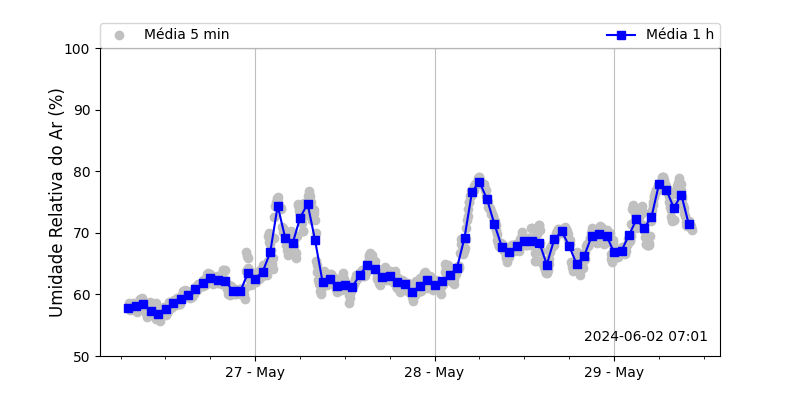 Média 5 min
Média 1 h
100
90
80
70
60
50
Umidade Relativa do Ar (%)
2024-06-02 07:01
27 - May
28 - May
29 - May